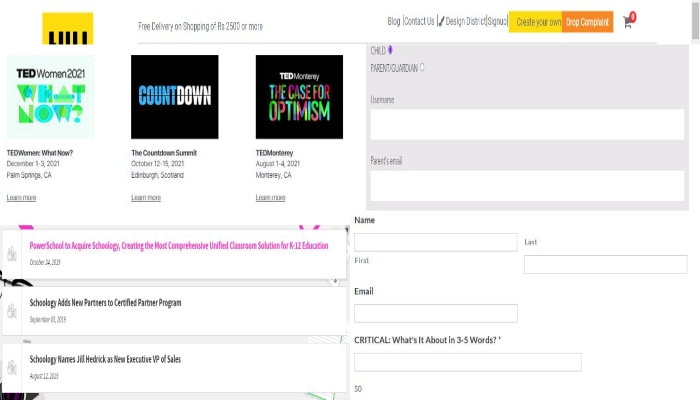 Free Delivery on Shopping of Rs 2500 or more
Blog |Contact Us | Design District|Signup|
Create your own
Drop Complaint
0
TEDWomen2021
WHAT
NOW?
COUNTDOWN
TEDMonterey
THE CASE FOR
OPTIMISM
TEDWomen: What Now?
December 1-3, 2021
Palm Springs, CA
Learn more
The Countdown Summit
October 12-15, 2021
Edinburgh, Scotland
Learn more
TEDMonterey
August 1-4, 2021
Monterey, CA
Learn more
CHILD
PARENT/GUARDIAN
Username
Parent's email
PowerSchool to Acquire Schoology, Creating the Most Comprehensive Unified Classroom Solution for K-12 Education
October 24, 2019
Schoology Adds New Partners to Certified Partner Program
September 05, 2019
Schoology Names Jill Hedrick as New Executive VP of Sales
August 12, 2019
Name
First
Last
Email
CRITICAL: What's It About in 3-5 Words? *
50